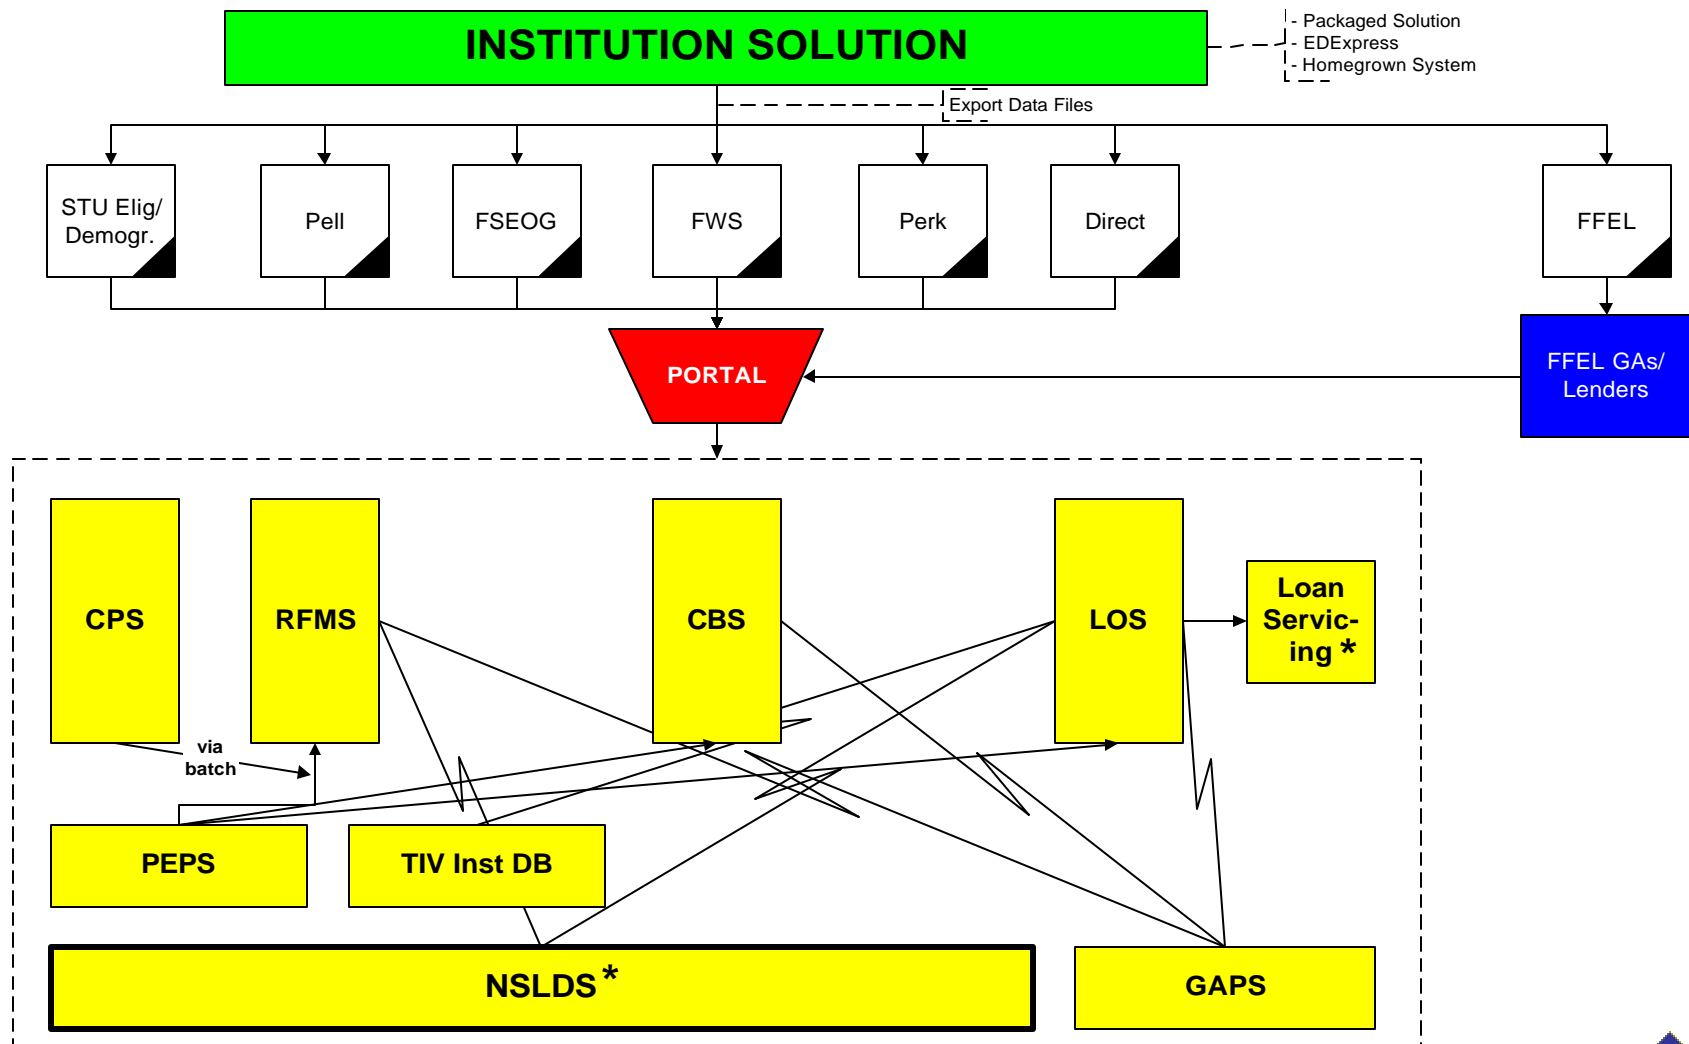 INSTITUTION SOLUTION
- Packaged Solution
- EDExpress
- Homegrown System
Export Data Files
STU Elig/
Demogr.
Pell
FSEOG
FWS
Perk
Direct
FFEL
PORTAL
FFEL GAs/
Lenders
CPS
RFMS
CBS
LOS
Loan
Servic-
ing *
via
batch
PEPS
TIV Inst DB
NSLDS *
GAPS